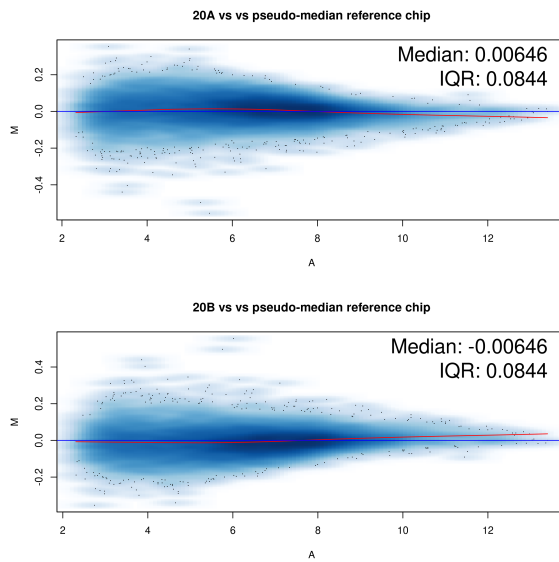 20A vs vs pseudo-median reference chip
Median: 0.00646
IQR: 0.0844
0.2
0.0
-0.2
-0.4
M
2 4 6 8 10 12
A
20B vs vs pseudo-median reference chip
Median: -0.00646
IQR: 0.0844
0.4
0.2
0.0
-0.2
M
2 4 6 8 10 12
A